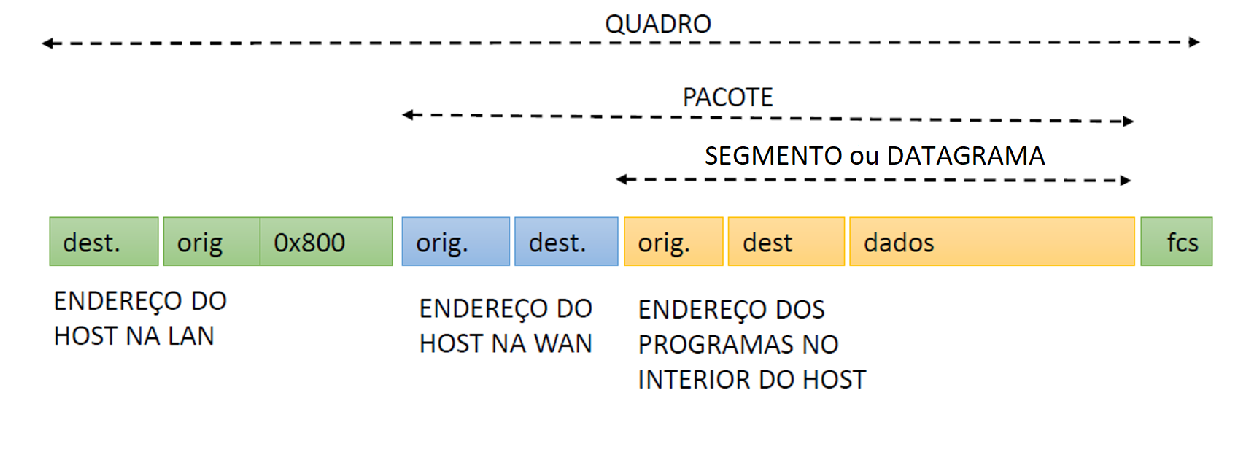 QUADRO
PACOTE
SEGMENTO ou DATAGRAMA
dest. orig 0x800 orig. dest. orig. dest dados fcs
ENDEREÇO DO
HOST NA LAN
ENDEREÇO DO
HOST NA WAN
ENDEREÇO DOS
PROGRAMAS NO
INTERIOR DO HOST